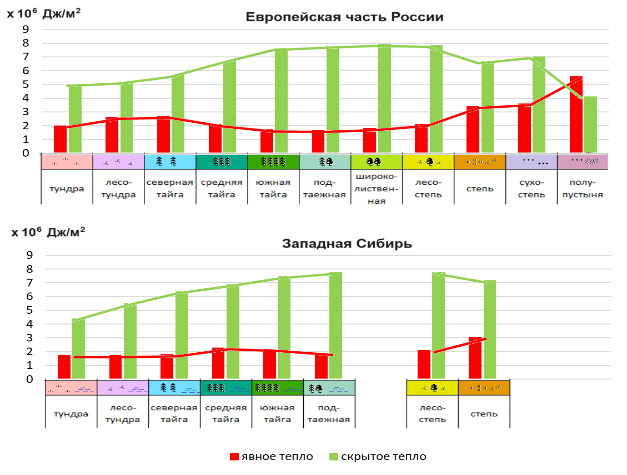 х 10⁶ Дж/м²
Европейская часть России
9
8
7
6
5
4
3
2
1
0
тундра
лесо-
тундра
северная
тайга
средняя
тайга
южная
тайга
под-
таежная
широко-
лиственн-
ная
лесо-
степь
степь
сухо-
степь
полу-
пустыня
х 10⁶ Дж/м²
Западная Сибирь
9
8
7
6
5
4
3
2
1
0
тундра
лесо-
тундра
северная
тайга
средняя
тайга
южная
тайга
под-
таежная
лесо-
степь
степь
явное тепло
скрытое тепло